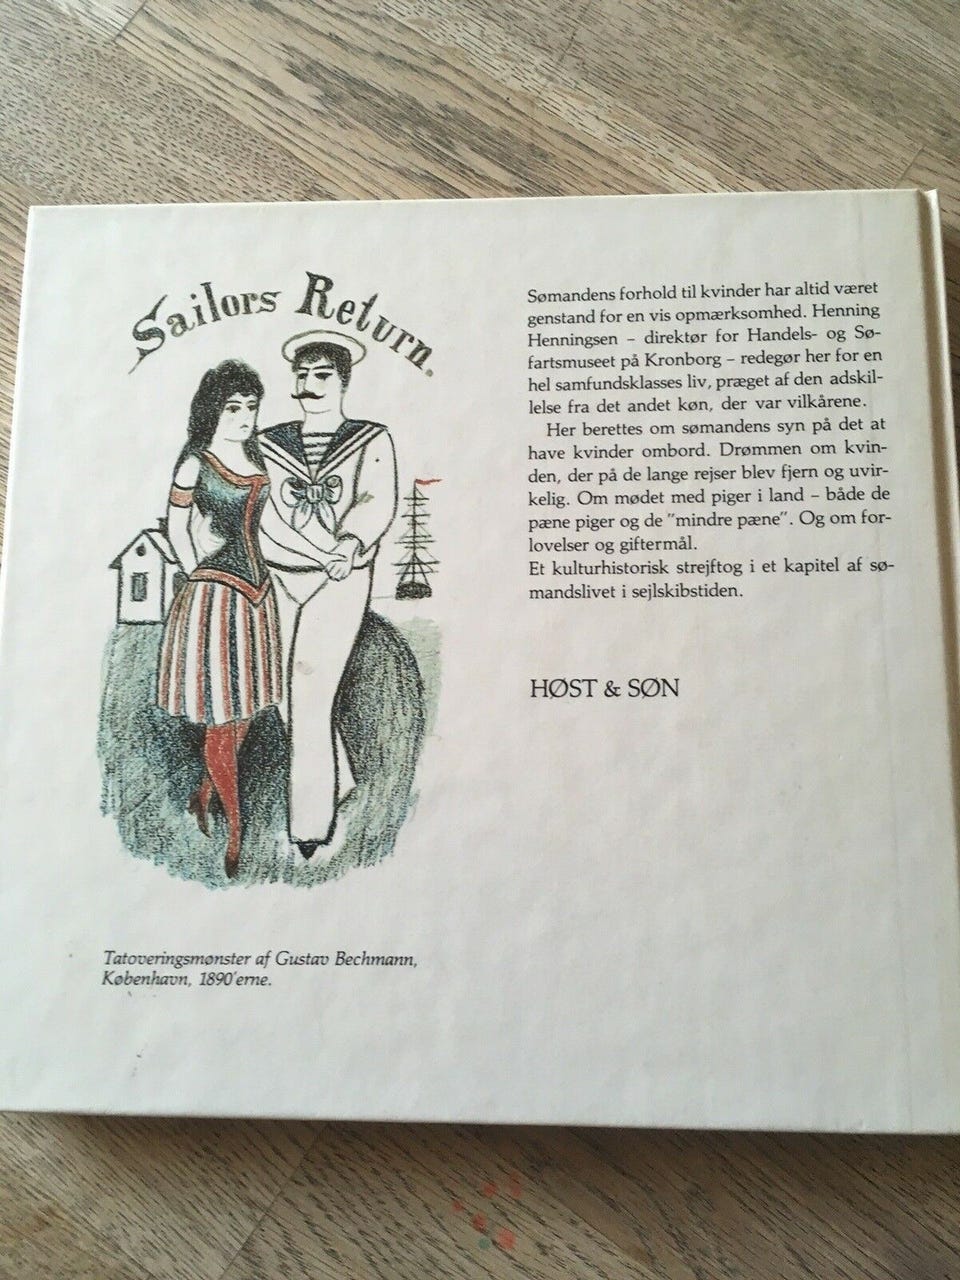 Sailors Return.
Sømandens forhold til kvinder har altid været
genstand for en vis opmærksomhed. Henning
Henningsen – direktør for Handels- og Sø-
fartsmuseet på Kronborg – redegør her for en
hel samfundsklasses liv, præget af den adskil-
lelse fra det andet køn, der var vilkårene.
Her berettes om sømandens syn på det at
have kvinder ombord. Drømmen om kvin-
den, der på de lange rejser blev fjern og uvir-
kelig. Om mødet med piger i land – både de
pæne piger og de "mindre pæne". Og om for-
lovelser og giftermål.
Et kulturhistorisk strejftog i et kapitel af sø-
mandslivet i sejlskibstiden.
HØST & SØN
Tatoveringsmønster af Gustav Bechmann,
København, 1890'erne.